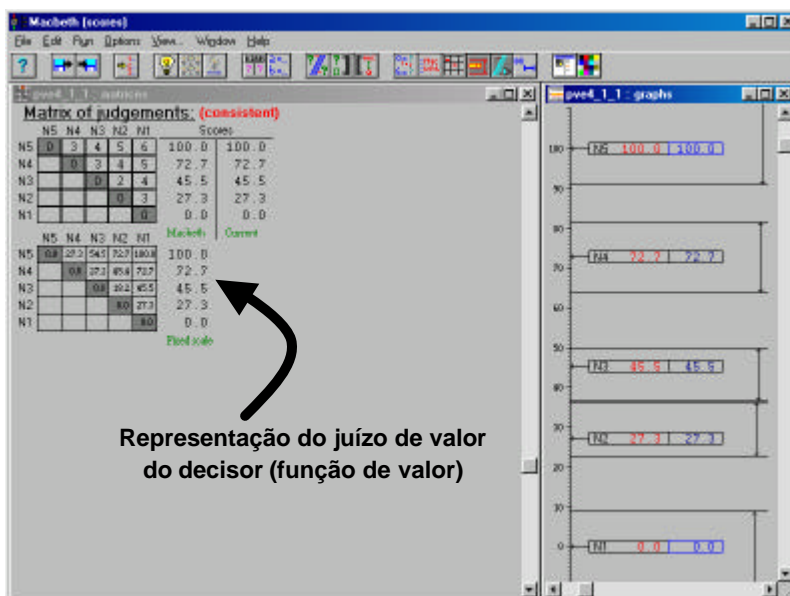 Macbeth (scores)
File Edit Run Options View... Window Help
pve4_1_1 : matrices
Matrix of judgements: (consistent)
N5 N4 N3 N2 N1 Scores
N5 0 3 4 5 6 100.0 100.0
N4 0 3 4 5 72.7 72.7
N3 0 2 4 45.5 45.5
N2 0 3 27.3 27.3
N1 0 0.0 0.0
Macbeth Current
N5 N4 N3 N2 N1
N5 0.0 27.3 54.5 72.7 100.0 100.0
N4 0.0 27.3 45.4 72.7 72.7
N3 0.0 18.2 45.5 45.5
N2 0.0 27.3 27.3
N1 0.0 0.0
Fixed scale
Representação do juízo de valor
do decisor (função de valor)
pve4_1_1 : graphs
100 N5 100.0 100.0
90
80
N4 72.7 72.7
70
60
50
N3 45.5 45.5
40
30
N2 27.3 27.3
20
10
0 N1 0.0 0.0